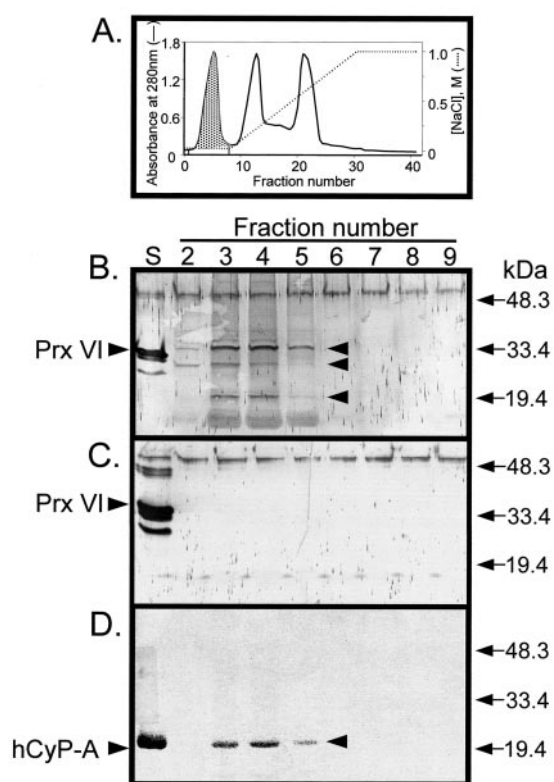 A.
Absorbance at 280nm (—)
1.8
1.2
0.6
0
0 10 20 30 40
Fraction number
1.0
0.5
0
[NaCl], M (....)
Fraction number
S 2 3 4 5 6 7 8 9
kDa
B.
Prx VI
48.3
33.4
19.4
C.
Prx VI
48.3
33.4
19.4
D.
hCyP-A
48.3
33.4
19.4